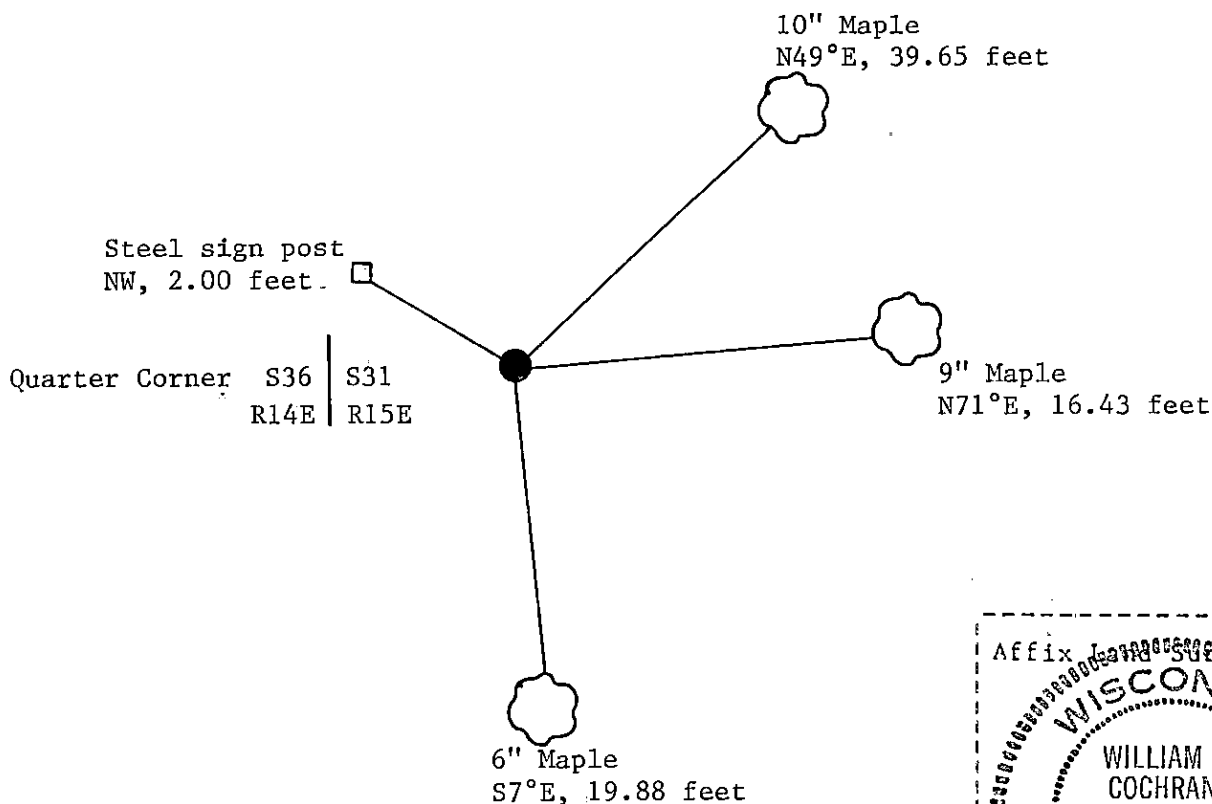 10" Maple
N49°E, 39.65 feet
Steel sign post
NW, 2.00 feet
Quarter Corner S36 | S31
R14E | R15E
9" Maple
N71°E, 16.43 feet
6" Maple
S7°E, 19.88 feet
Affix Land
WISCON
WILLIAM
COCHRAN